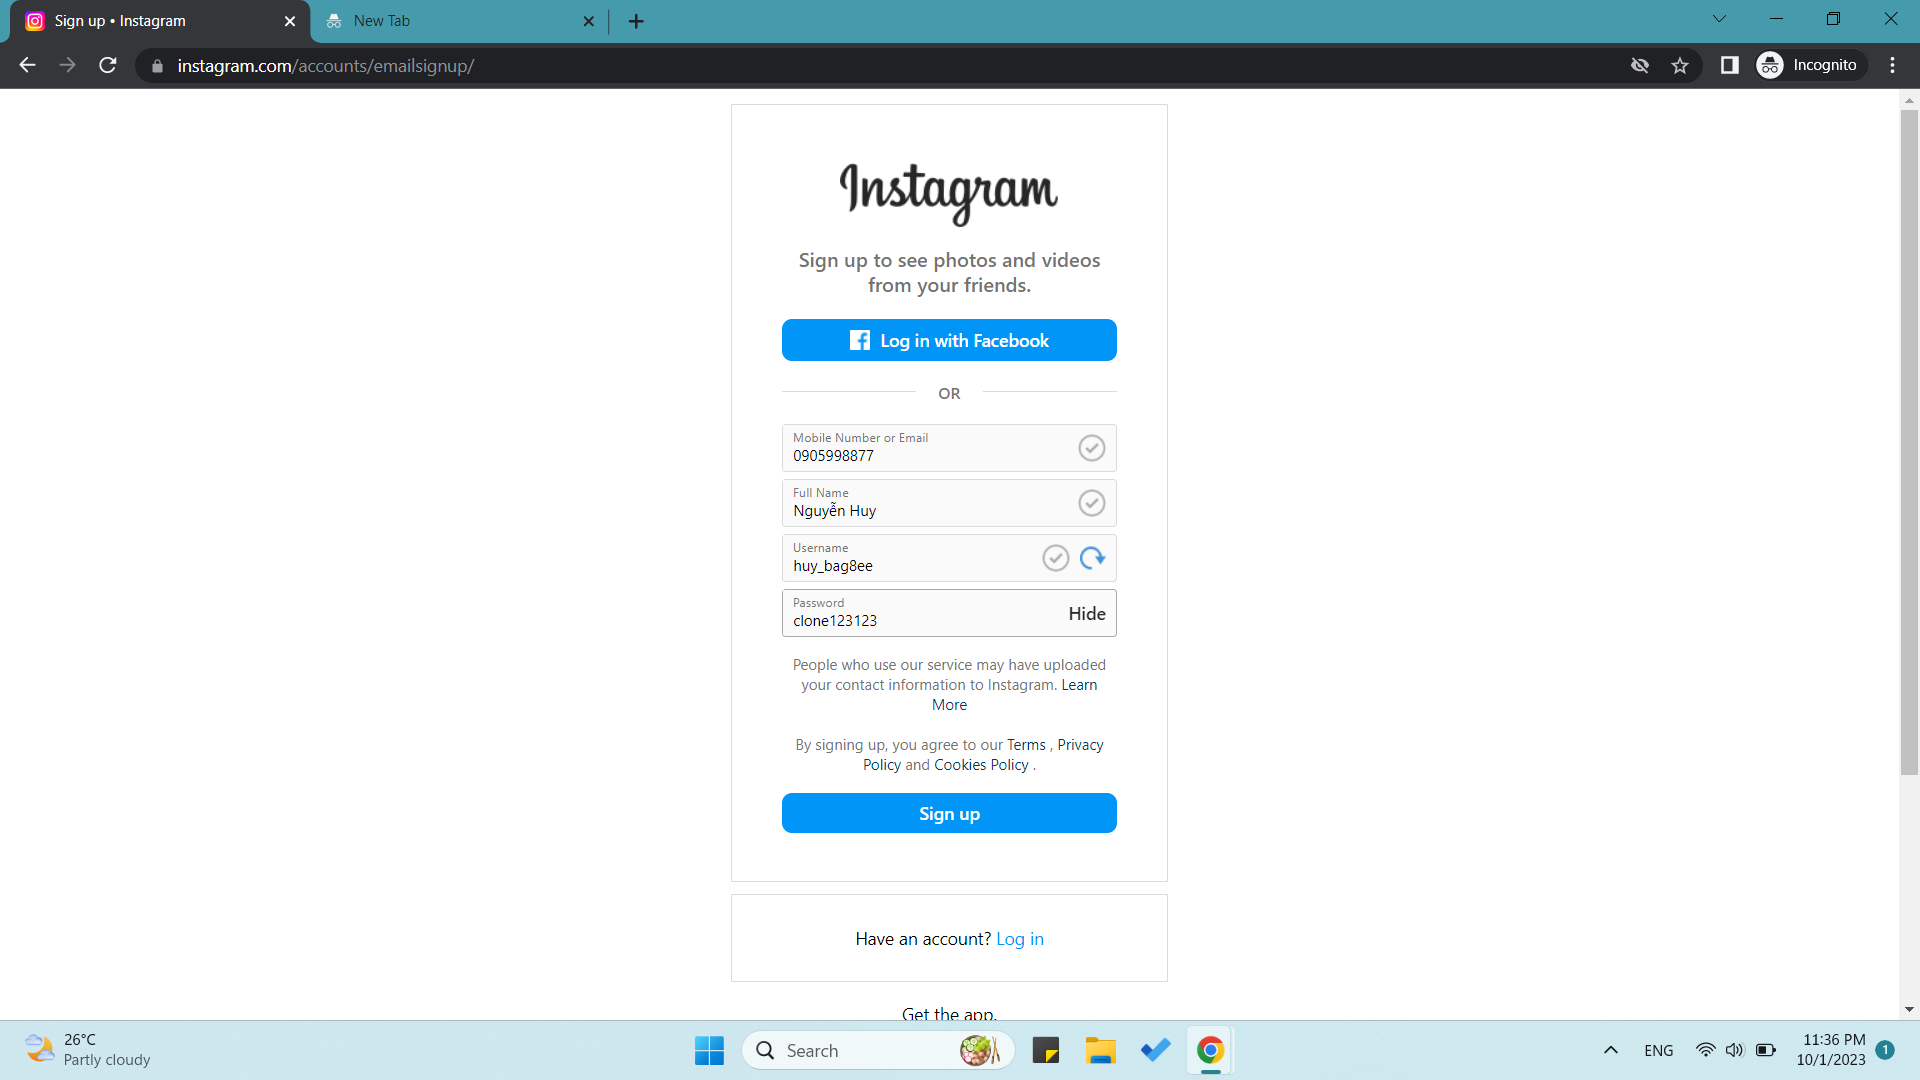 Sign up • Instagram
New Tab
instagram.com/accounts/emailsignup/
Incognito
Instagram
Sign up to see photos and videos
from your friends.
Log in with Facebook
OR
Mobile Number or Email
0905998877
Full Name
Nguyễn Huy
Username
huy_bag8ee
Password
clone123123
Hide
People who use our service may have uploaded
your contact information to Instagram. Learn
More
By signing up, you agree to our Terms , Privacy
Policy and Cookies Policy .
Sign up
Have an account? Log in
Get the app.
26°C
Partly cloudy
Search
ENG
11:36 PM
10/1/2023
1